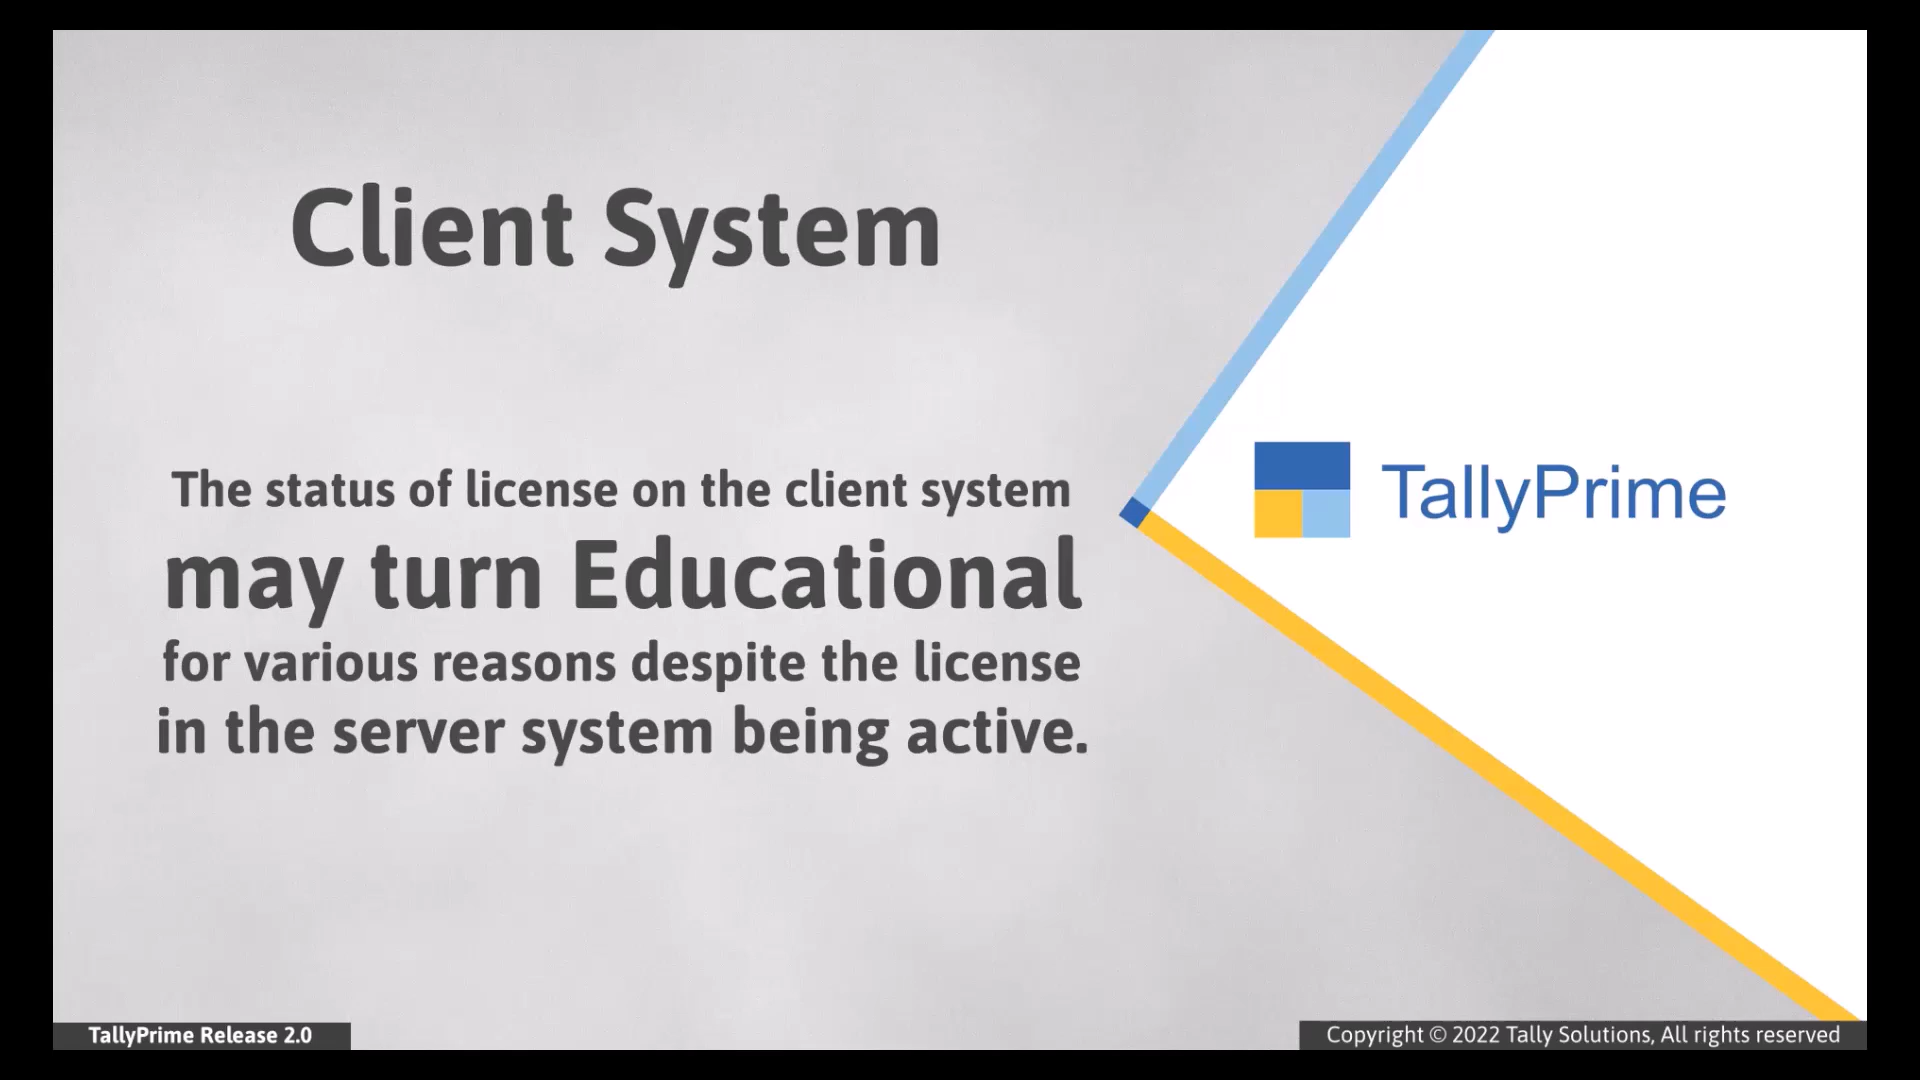 Client System
The status of license on the client system
may turn Educational
for various reasons despite the license
in the server system being active.
TallyPrime
TallyPrime Release 2.0
Copyright © 2022 Tally Solutions, All rights reserved